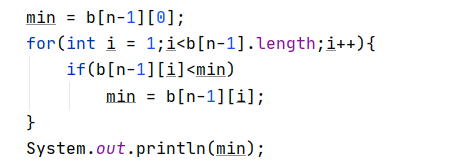 min = b[n-1][0];
for(int i = 1;i<b[n-1].length;i++){
if(b[n-1][i]<min)
min = b[n-1][i];
}
System.out.println(min);